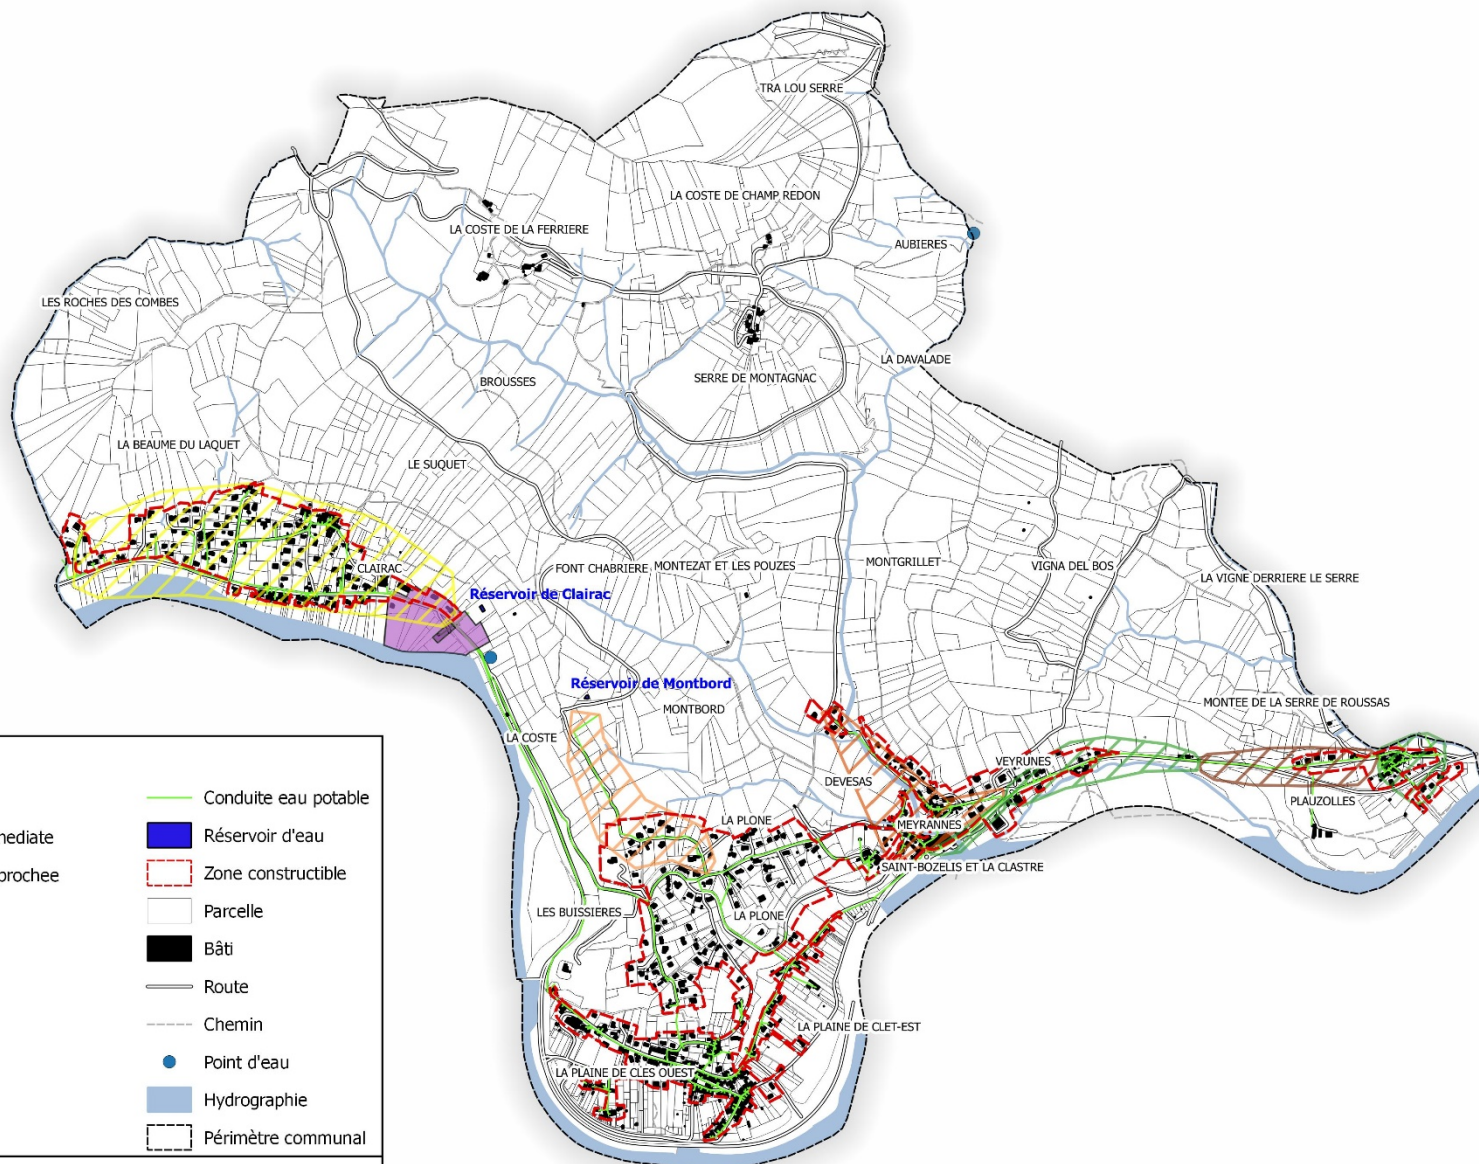 TRA LOU SERRE
LA COSTE DE CHAMP REDON
LA COSTE DE LA FERRIERE
AUBIERES
LES ROCHES DES COMBES
LA DAVALADE
BROUSSES
SERRE DE MONTAGNAC
LA BEAUME DU LAQUET
LE SUQUET
CLAIRAC
FONT CHABRIERE
MONTEZAT ET LES POUZES
MONTGRILLET
VIGNA DEL BOS
LA VIGNE DERRIERE LE SERRE
Réservoir de Clairac
Réservoir de Montbord
MONTBORD
MONTEE DE LA SERRE DE ROUSSAS
LA COSTE
VEYRUNES
DEVESAS
PLAUZOLLES
LA PLONE
MEYRANNES
SAINT-BOZELIS ET LA CLASTRE
LES BUISSIERES
LA PLONE
LA PLAINE DE CLET-EST
LA PLAINE DE CLES OUEST
mediate
prochee
Conduite eau potable
Réservoir d'eau
Zone constructible
Parcelle
Bâti
Route
Chemin
Point d'eau
Hydrographie
Périmètre communal